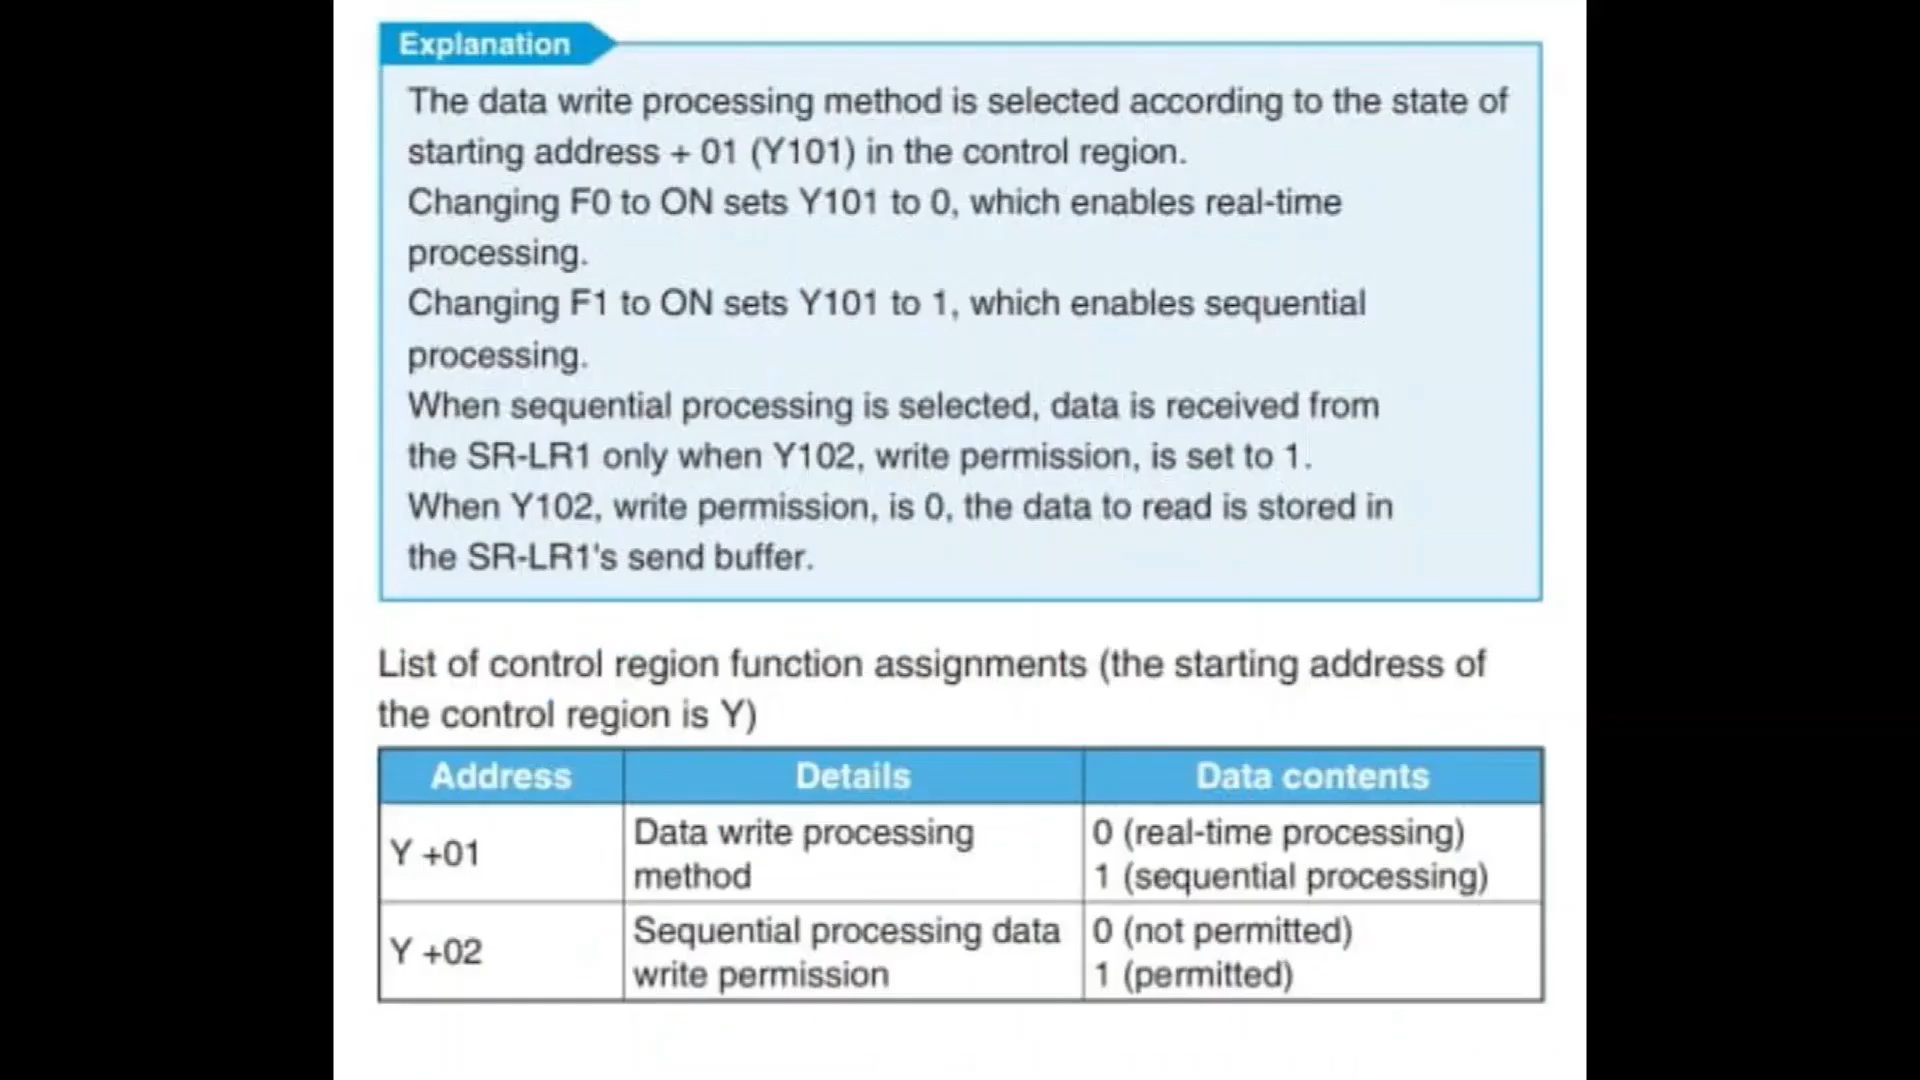 Explanation
The data write processing method is selected according to the state of
starting address + 01 (Y101) in the control region.
Changing F0 to ON sets Y101 to 0, which enables real-time
processing.
Changing F1 to ON sets Y101 to 1, which enables sequential
processing.
When sequential processing is selected, data is received from
the SR-LR1 only when Y102, write permission, is set to 1.
When Y102, write permission, is 0, the data to read is stored in
the SR-LR1's send buffer.
List of control region function assignments (the starting address of
the control region is Y)
Address Details Data contents
Y +01
Data write processing
method
0 (real-time processing)
1 (sequential processing)
Y +02
Sequential processing data
write permission
0 (not permitted)
1 (permitted)